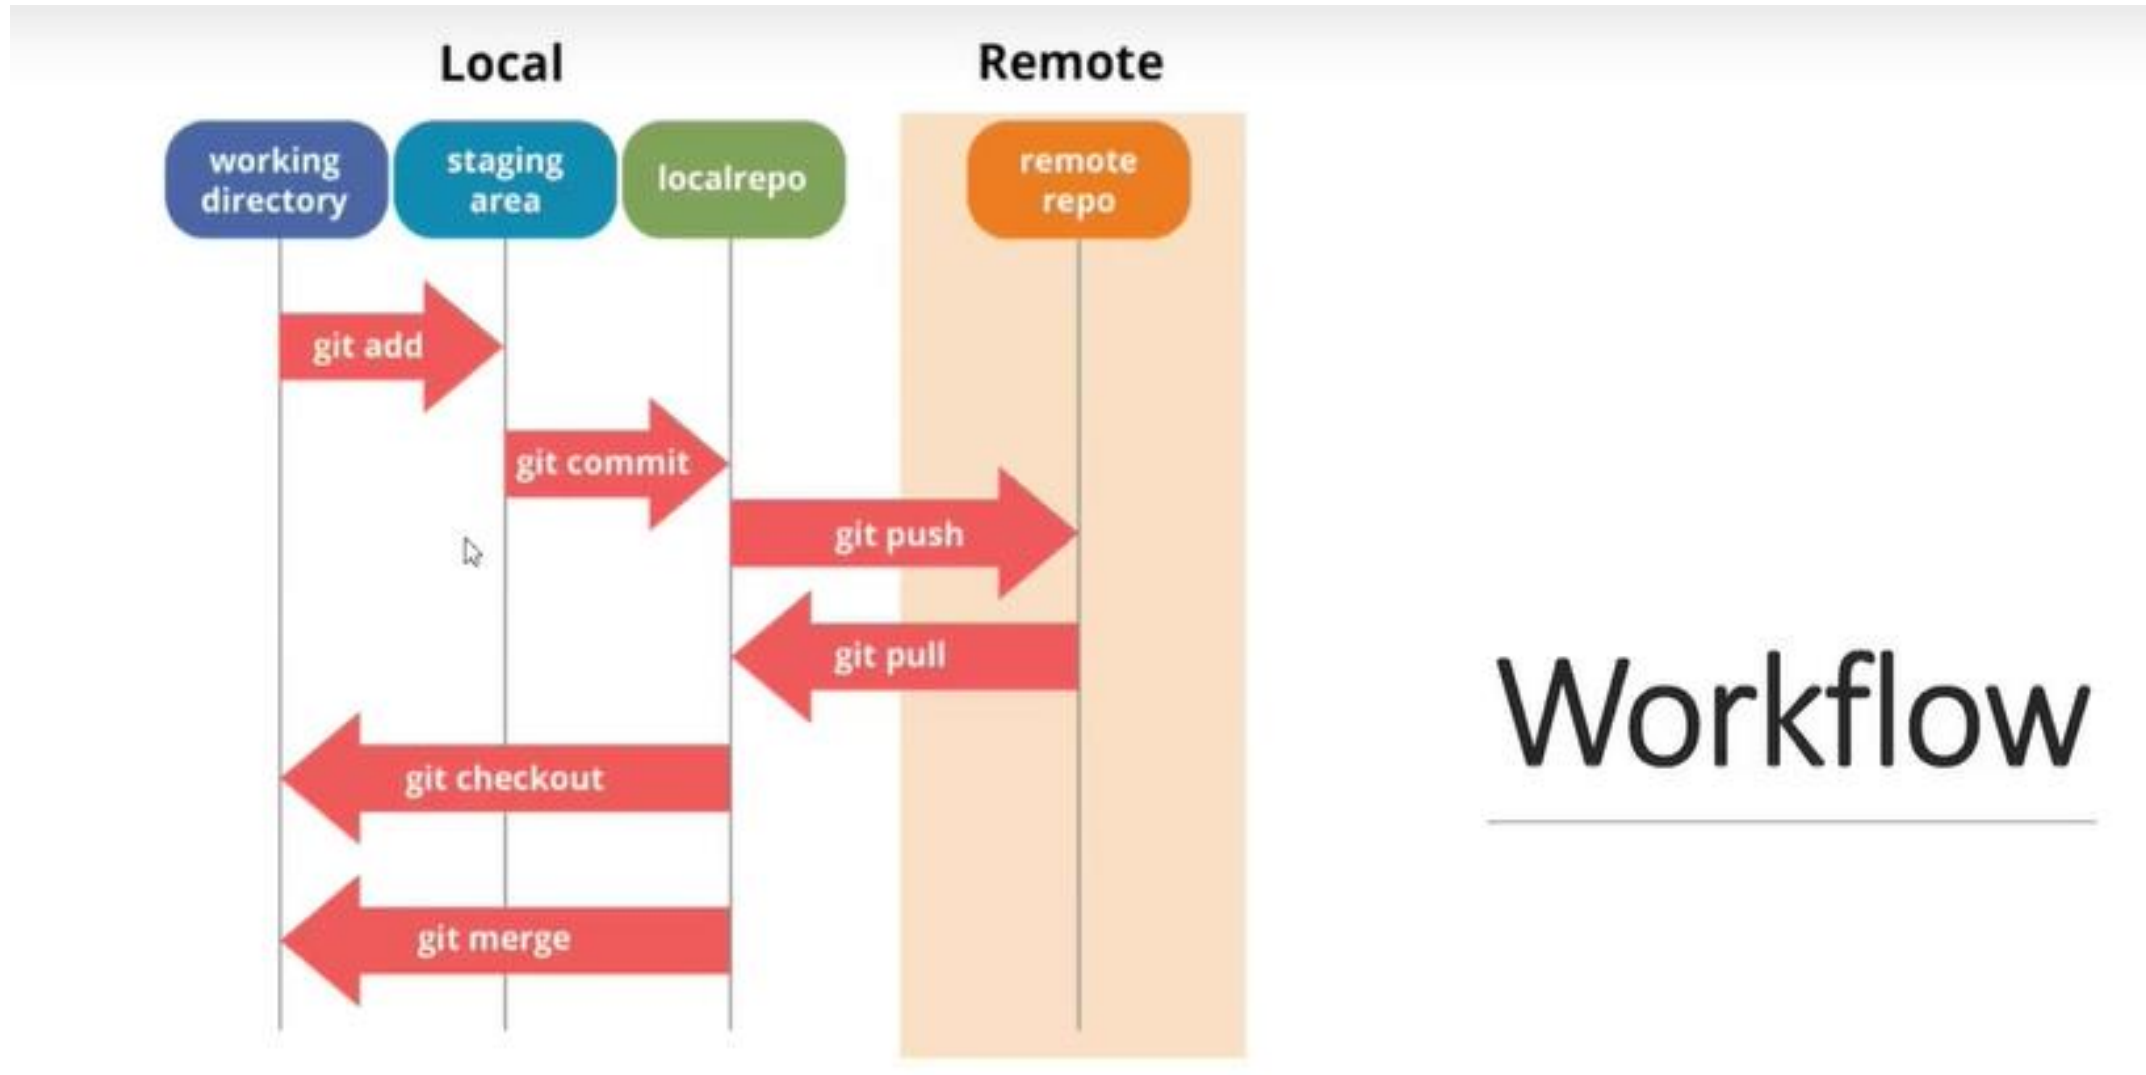 Local
Remote
working
directory
staging
area
localrepo
remote
repo
git add
git commit
git push
git pull
git checkout
git merge
Workflow